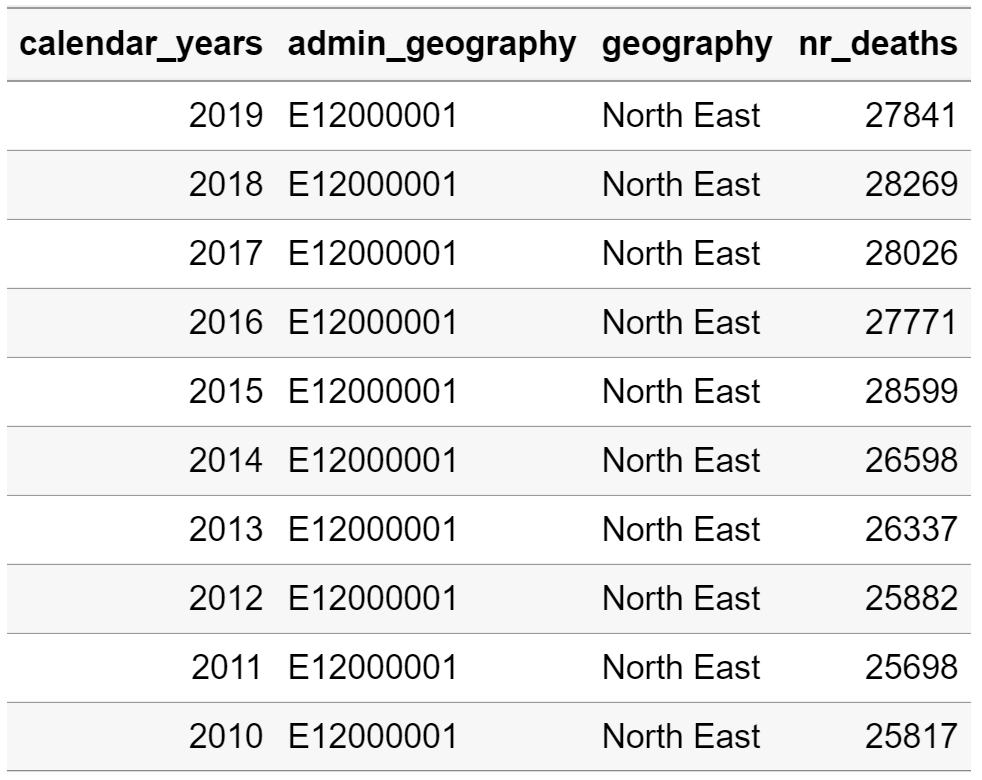 calendar_years admin_geography geography nr_deaths
2019 E12000001 North East 27841
2018 E12000001 North East 28269
2017 E12000001 North East 28026
2016 E12000001 North East 27771
2015 E12000001 North East 28599
2014 E12000001 North East 26598
2013 E12000001 North East 26337
2012 E12000001 North East 25882
2011 E12000001 North East 25698
2010 E12000001 North East 25817